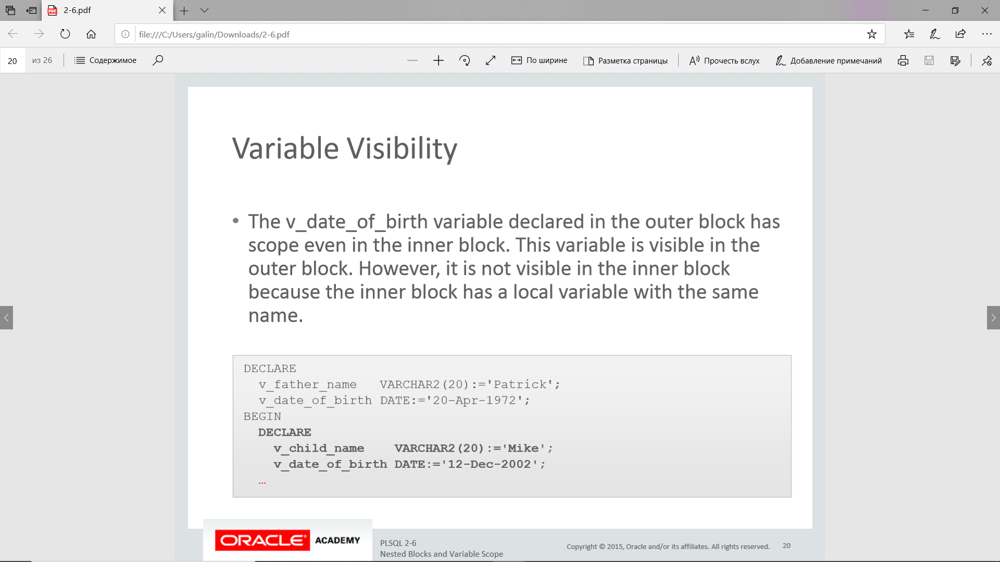 2-6.pdf
file:///C:/Users/galin/Downloads/2-6.pdf
20 из 26 Содержимое По ширине Разметка страницы Прочесть вслух Добавление примечаний
Variable Visibility
• The v_date_of_birth variable declared in the outer block has
scope even in the inner block. This variable is visible in the
outer block. However, it is not visible in the inner block
because the inner block has a local variable with the same
name.
DECLARE
  v_father_name   VARCHAR2(20):='Patrick';
  v_date_of_birth DATE:='20-Apr-1972';
BEGIN
  DECLARE
    v_child_name    VARCHAR2(20):='Mike';
    v_date_of_birth DATE:='12-Dec-2002';
  …
ORACLE® ACADEMY
PLSQL 2-6
Nested Blocks and Variable Scope
Copyright © 2015, Oracle and/or its affiliates. All rights reserved. 20